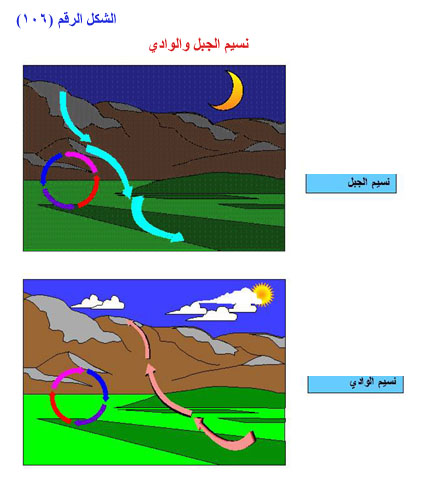 الشكل الرقم (١٠٦)
نسيم الجبل والوادي
نسيم الجبل
نسيم الوادي